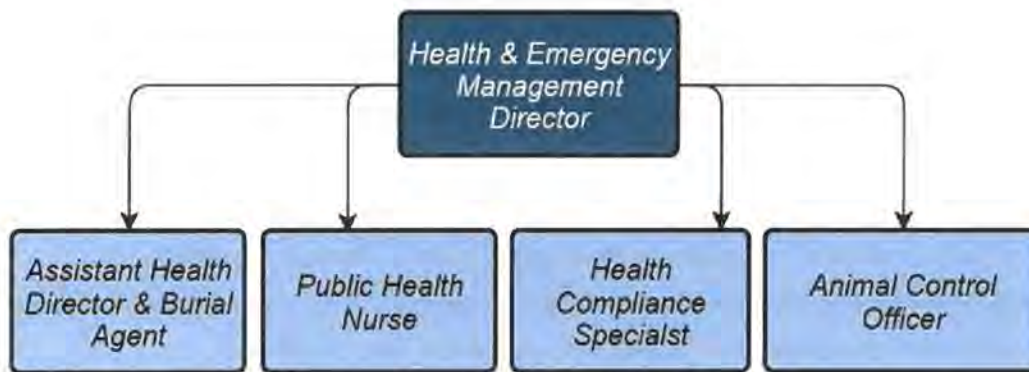 Health & Emergency
Management
Director
Assistant Health
Director & Burial
Agent
Public Health
Nurse
Health
Compliance
Specialst
Animal Control
Officer